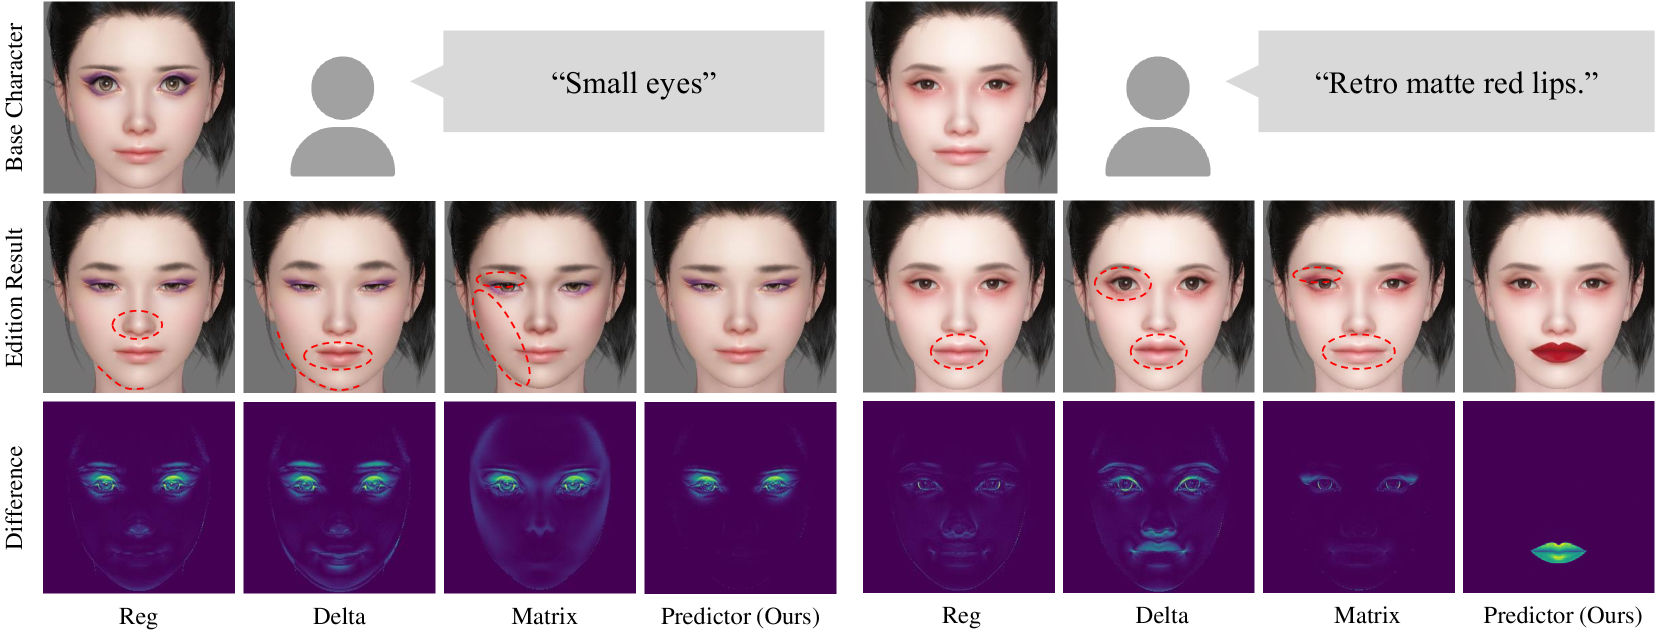 Base Character
“Small eyes”
“Retro matte red lips.”
Edition Result
Difference
Reg
Delta
Matrix
Predictor (Ours)
Reg
Delta
Matrix
Predictor (Ours)